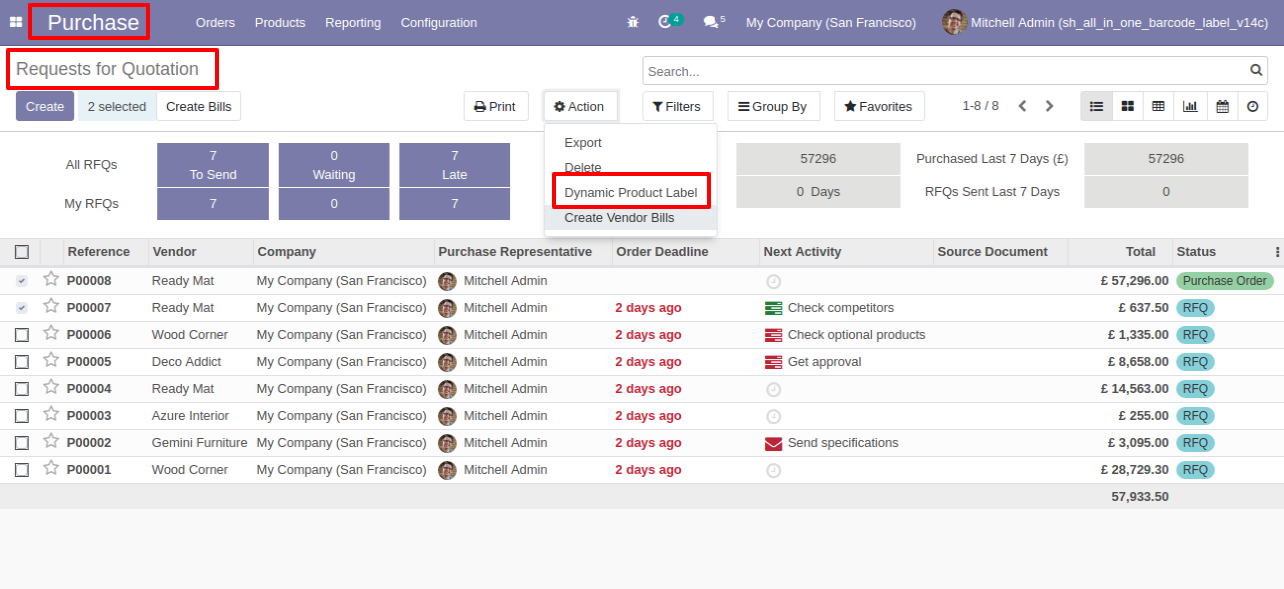 Purchase Orders Products Reporting Configuration 4 5 My Company (San Francisco) Mitchell Admin (sh_all_in_one_barcode_label_v14c)
Requests for Quotation Search...
Create 2 selected Create Bills Print Action Filters Group By Favorites 1-8 / 8
Export
Delete
Dynamic Product Label
Create Vendor Bills
All RFQs 7 To Send 0 Waiting 7 Late 57296 Purchased Last 7 Days (£) 57296
My RFQs 7 0 7 0 Days RFQs Sent Last 7 Days 0
Reference Vendor Company Purchase Representative Order Deadline Next Activity Source Document Total Status
P00008 Ready Mat My Company (San Francisco) Mitchell Admin £ 57,296.00 Purchase Order
P00007 Ready Mat My Company (San Francisco) Mitchell Admin 2 days ago Check competitors £ 637.50 RFQ
P00006 Wood Corner My Company (San Francisco) Mitchell Admin 2 days ago Check optional products £ 1,335.00 RFQ
P00005 Deco Addict My Company (San Francisco) Mitchell Admin 2 days ago Get approval £ 8,658.00 RFQ
P00004 Ready Mat My Company (San Francisco) Mitchell Admin 2 days ago £ 14,563.00 RFQ
P00003 Azure Interior My Company (San Francisco) Mitchell Admin 2 days ago £ 255.00 RFQ
P00002 Gemini Furniture My Company (San Francisco) Mitchell Admin 2 days ago Send specifications £ 3,095.00 RFQ
P00001 Wood Corner My Company (San Francisco) Mitchell Admin 2 days ago £ 28,729.30 RFQ
57,933.50